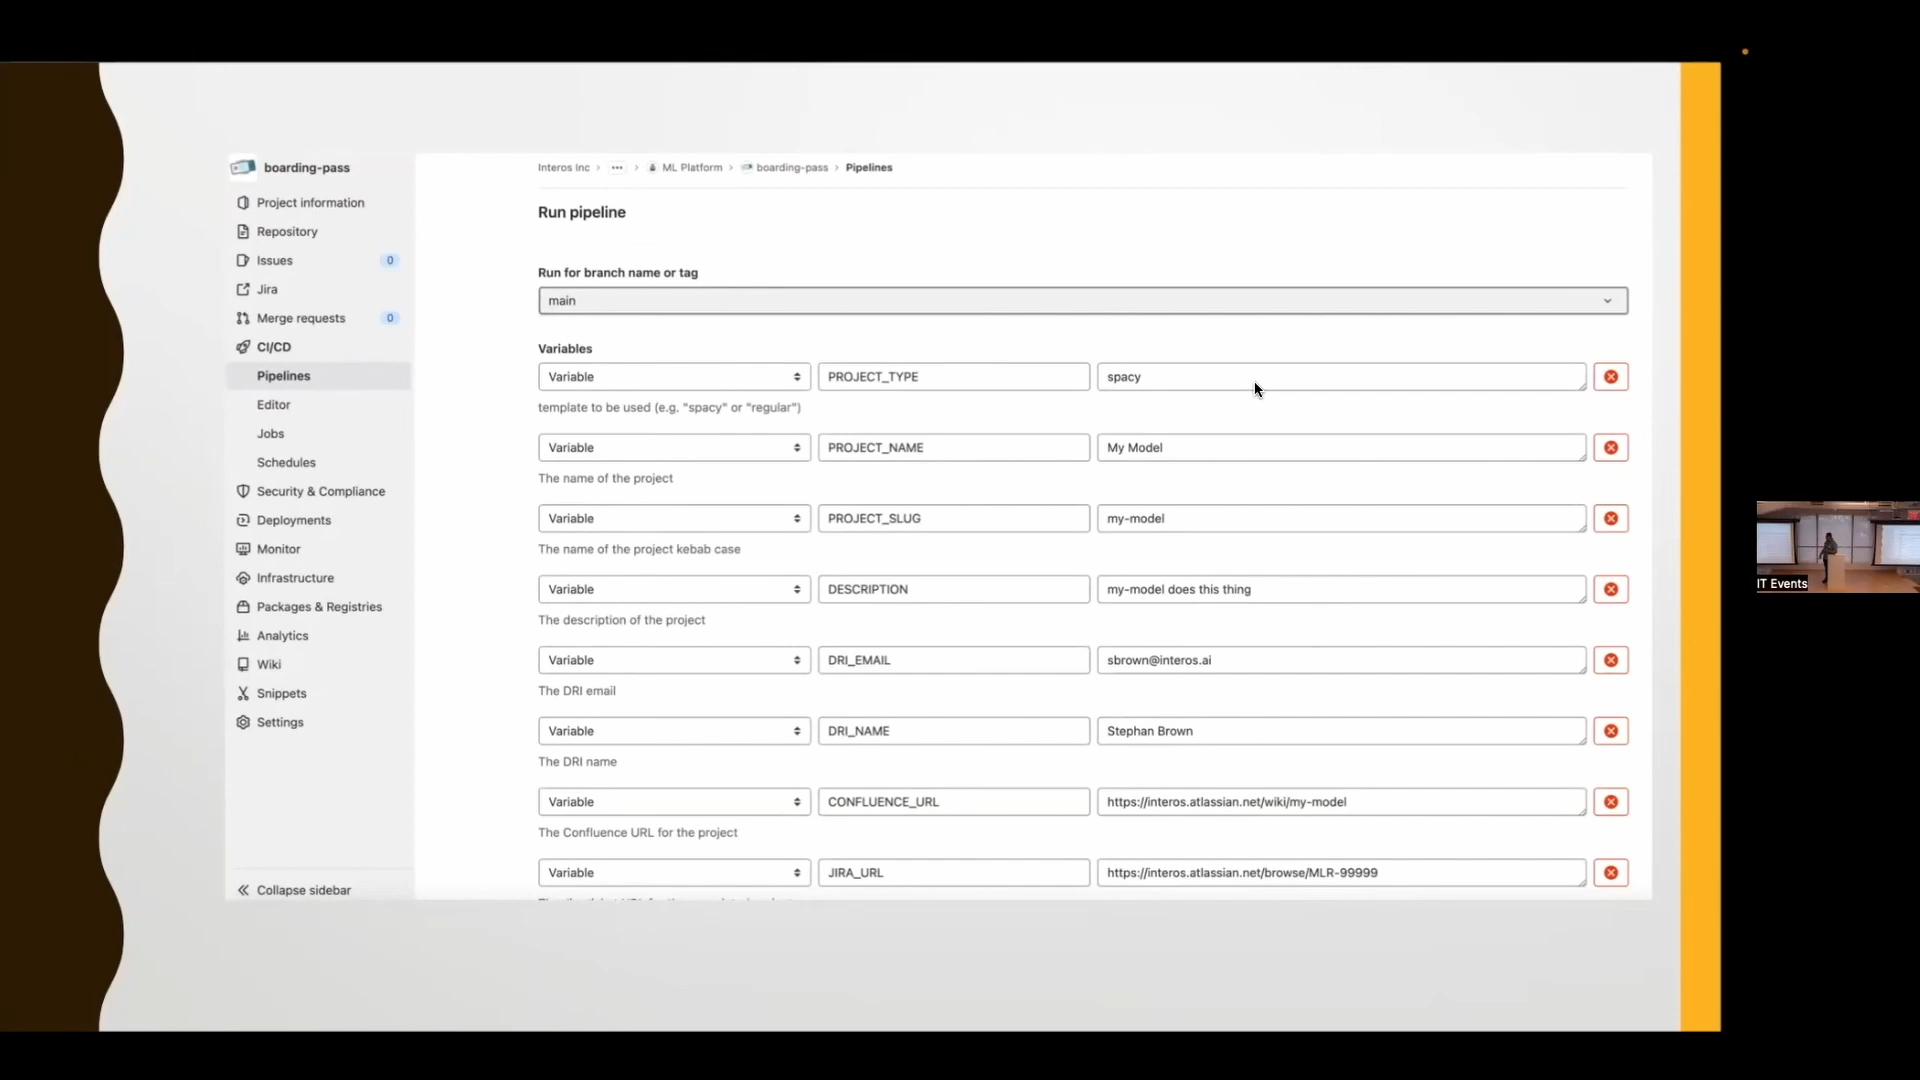 boarding-pass
Project information
Repository
Issues 0
Jira
Merge requests 0
CI/CD
Pipelines
Editor
Jobs
Schedules
Security & Compliance
Deployments
Monitor
Infrastructure
Packages & Registries
Analytics
Wiki
Snippets
Settings
Collapse sidebar
Interos Inc > ... > ML Platform > boarding-pass > Pipelines
Run pipeline
Run for branch name or tag
main
Variables
Variable PROJECT_TYPE spacy
template to be used (e.g. "spacy" or "regular")
Variable PROJECT_NAME My Model
The name of the project
Variable PROJECT_SLUG my-model
The name of the project kebab case
Variable DESCRIPTION my-model does this thing
The description of the project
Variable DRI_EMAIL sbrown@interos.ai
The DRI email
Variable DRI_NAME Stephan Brown
The DRI name
Variable CONFLUENCE_URL https://interos.atlassian.net/wiki/my-model
The Confluence URL for the project
Variable JIRA_URL https://interos.atlassian.net/browse/MLR-99999
IT Events